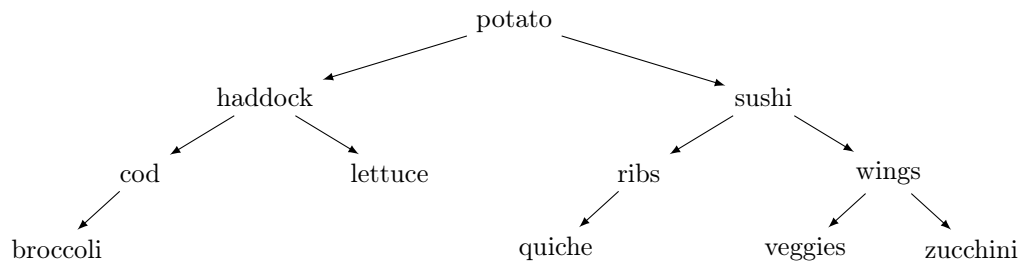 potato
haddock sushi
cod lettuce ribs wings
broccoli quiche veggies zucchini